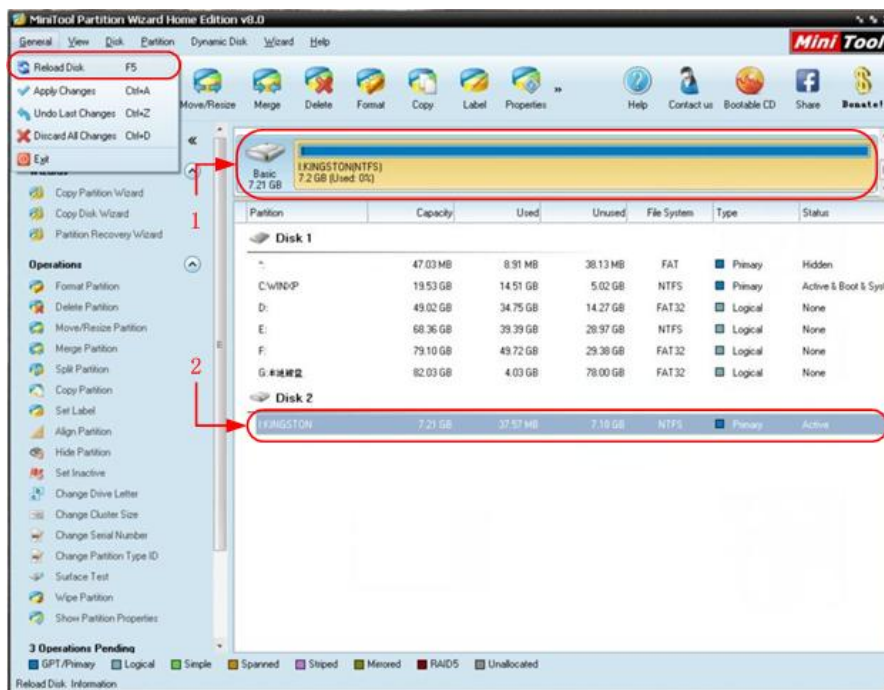 MiniTool Partition Wizard Home Edition v8.0
General View Disk Partition Dynamic Disk Wizard Help
Mini Tool
Reload Disk F5
Apply Changes Ctrl+A
Undo Last Changes Ctrl+Z
Discard All Changes Ctrl+D
Exit
Move/Resize Merge Delete Format Copy Label Properties » Help Contact us Bootable CD Share Donate!
1
Basic
7.21 GB
I:KINGSTON(NTFS)
7.2 GB (Used: 0%)
Copy Partition Wizard
Copy Disk Wizard
Partition Recovery Wizard
Operations
Format Partition
Delete Partition
Move/Resize Partition
Merge Partition
Split Partition
Copy Partition
Set Label
Align Partition
Hide Partition
Set Inactive
Change Drive Letter
Change Cluster Size
Change Serial Number
Change Partition Type ID
Surface Test
Wipe Partition
Show Partition Properties
3 Operations Pending
2
Partition Capacity Used Unused File System Type Status
Disk 1
*: 47.03 MB 8.91 MB 38.13 MB FAT Primary Hidden
C:WINXP 19.53 GB 14.51 GB 5.02 GB NTFS Primary Active & Boot & Sys
D: 49.02 GB 34.75 GB 14.27 GB FAT32 Logical None
E: 68.36 GB 39.39 GB 28.97 GB NTFS Logical None
F: 79.10 GB 49.72 GB 29.38 GB FAT32 Logical None
G: 82.03 GB 4.03 GB 78.00 GB FAT32 Logical None
Disk 2
I:KINGSTON 7.21 GB 37.57 MB 7.18 GB NTFS Primary Active
GPT/Primary Logical Simple Spanned Striped Mirrored RAID5 Unallocated
Reload Disk Information